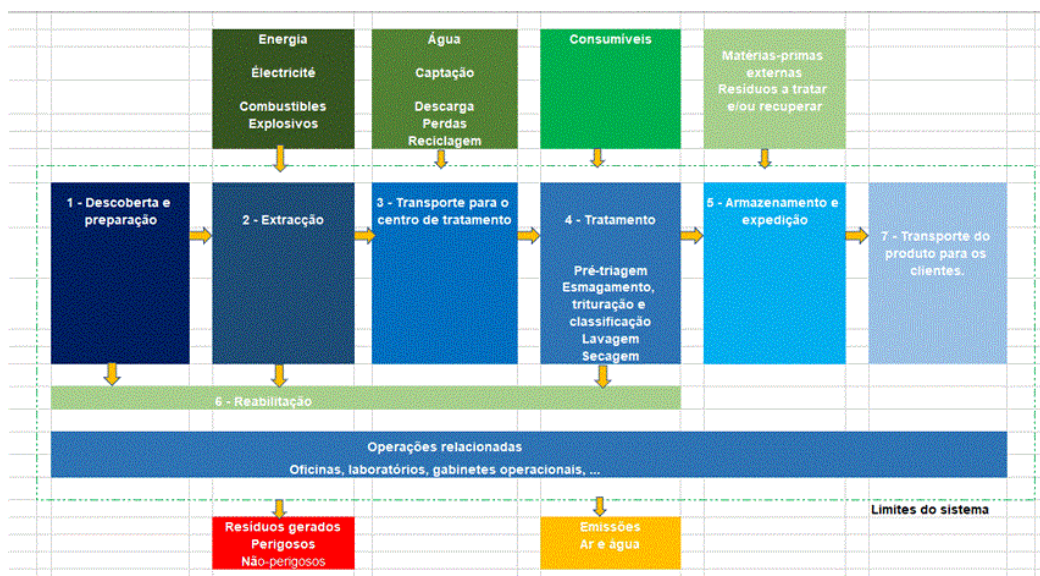 Energia
Électricité
Combustibles
Explosivos
Água
Captação
Descarga
Perdas
Reciclagem
Consumíveis
Matérias-primas
externas
Resíduos a tratar
e/ou recuperar
1 - Descoberta e
preparação
2 - Extracção
3 - Transporte para o
centro de tratamento
4 - Tratamento
Pré-triagem
Esmagamento,
trituração e
classificação
Lavagem
Secagem
5 - Armazenamento e
expedição
7 - Transporte do
produto para os
clientes.
6 - Reabilitação
Operações relacionadas
Oficinas, laboratórios, gabinetes operacionais, ...
Limites do sistema
Resíduos gerados
Perigosos
Não-perigosos
Emissões
Ar e água